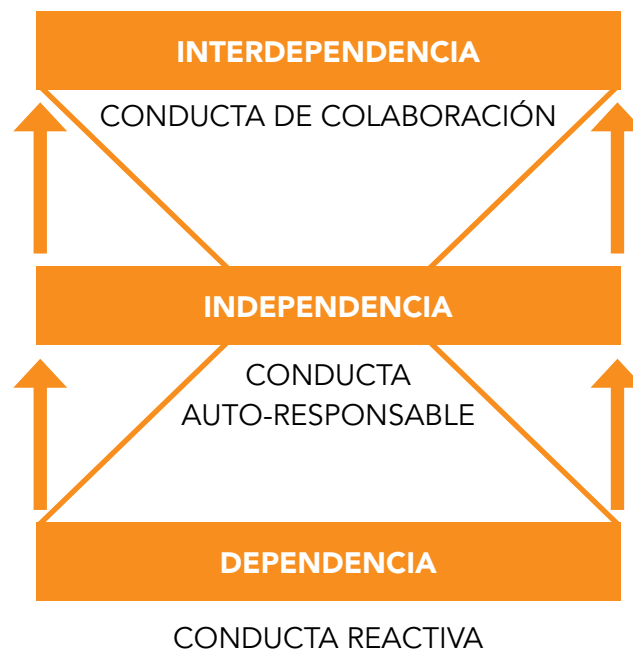 INTERDEPENDENCIA
CONDUCTA DE COLABORACIÓN
INDEPENDENCIA
CONDUCTA
AUTO-RESPONSABLE
DEPENDENCIA
CONDUCTA REACTIVA